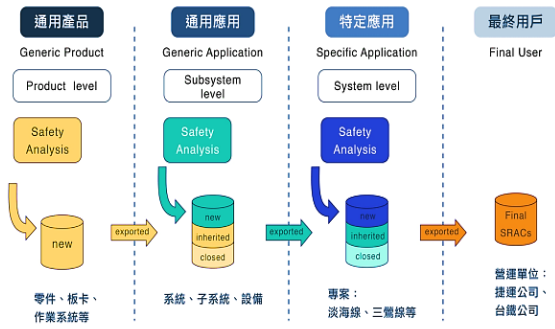 通用產品
通用應用
特定應用
最終用戶
Generic Product
Generic Application
Specific Application
Final User
Product level
Subsystem
level
System level
Safety
Analysis
Safety
Analysis
Safety
Analysis
new
exported
new
inherited
closed
exported
new
inherited
closed
exported
Final
SRACs
零件、板卡、
作業系統等
系統、子系統、設備
專案：
淡海線、三鶯線等
營運單位：
捷運公司、
台鐵公司